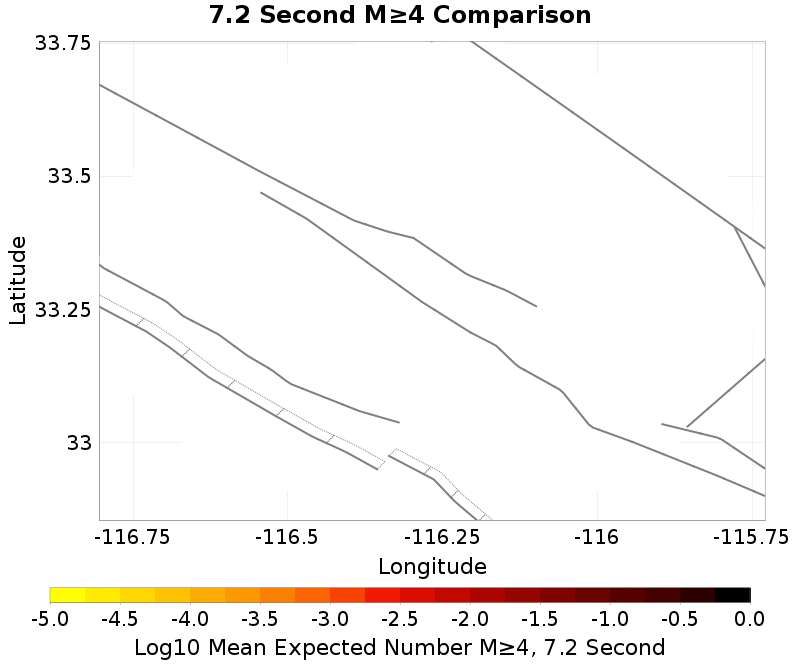 7.2 Second M≥4 Comparison
33.75
33.5
33.25
33
Latitude
-116.75 -116.5 -116.25 -116 -115.75
Longitude
-5.0 -4.5 -4.0 -3.5 -3.0 -2.5 -2.0 -1.5 -1.0 -0.5 0.0
Log10 Mean Expected Number M≥4, 7.2 Second